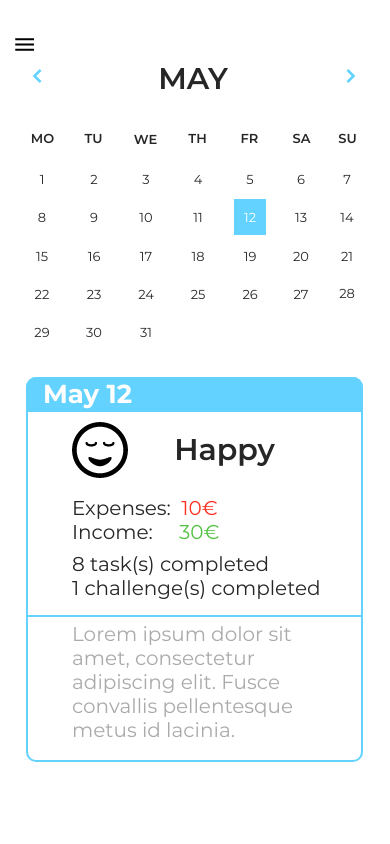 MAY
MO TU WE TH FR SA SU
1 2 3 4 5 6 7
8 9 10 11 12 13 14
15 16 17 18 19 20 21
22 23 24 25 26 27 28
29 30 31
May 12
Happy
Expenses: 10€
Income: 30€
8 task(s) completed
1 challenge(s) completed
Lorem ipsum dolor sit
amet, consectetur
adipiscing elit. Fusce
convallis pellentesque
metus id lacinia.